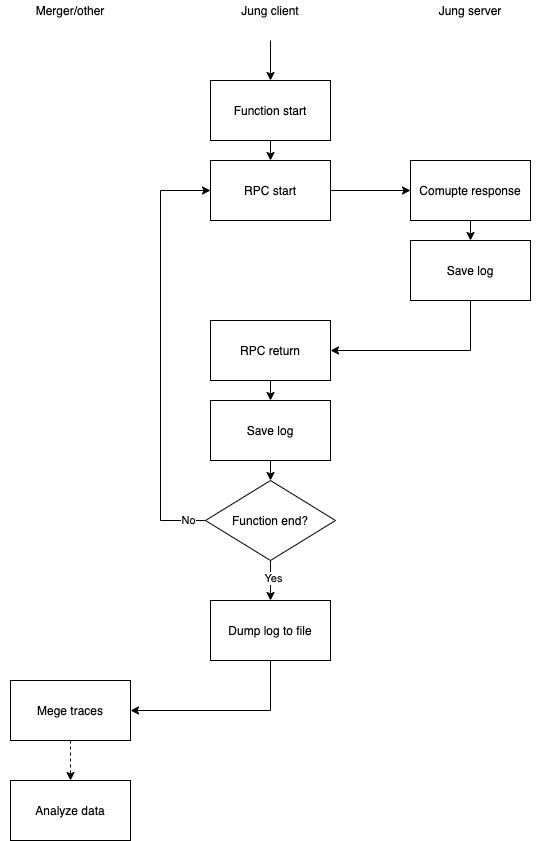 Merger/other
Jung client
Jung server
Function start
RPC start
Comupte response
Save log
RPC return
Save log
Function end?
No
Yes
Dump log to file
Mege traces
Analyze data